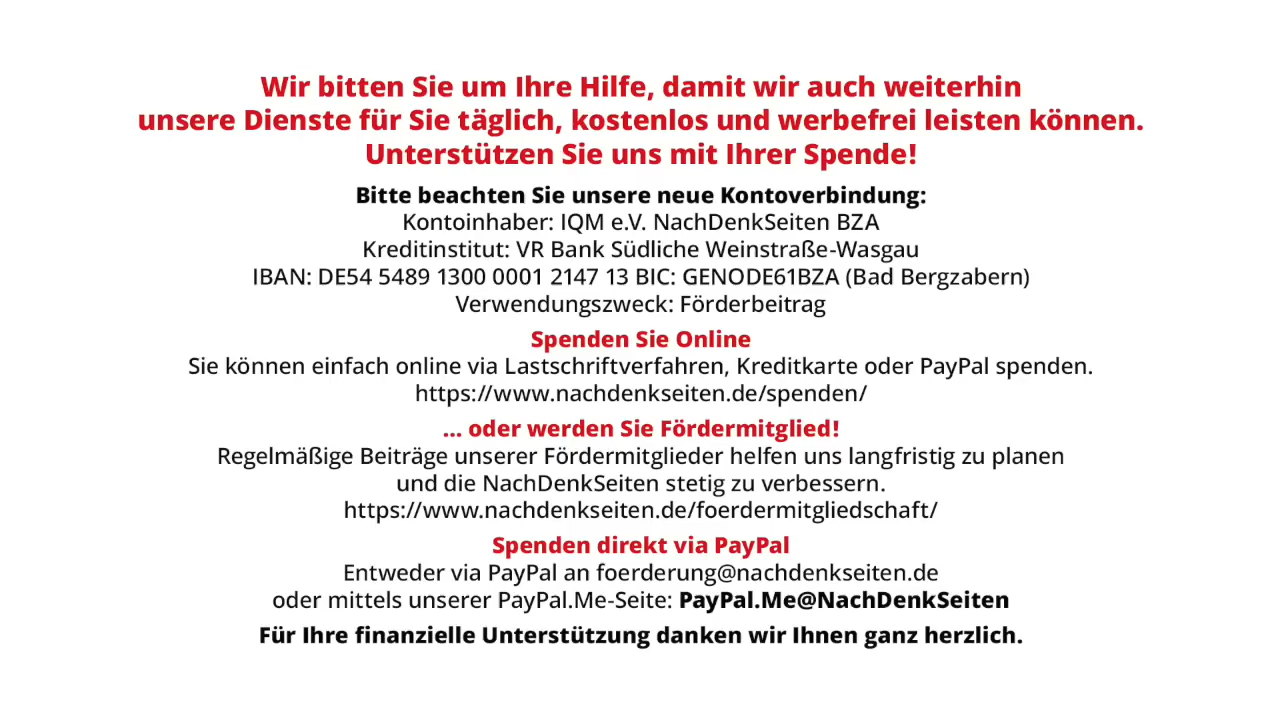 Wir bitten Sie um Ihre Hilfe, damit wir auch weiterhin
unsere Dienste für Sie täglich, kostenlos und werbefrei leisten können.
Unterstützen Sie uns mit Ihrer Spende!
Bitte beachten Sie unsere neue Kontoverbindung:
Kontoinhaber: IQM e.V. NachDenkSeiten BZA
Kreditinstitut: VR Bank Südliche Weinstraße-Wasgau
IBAN: DE54 5489 1300 0001 2147 13 BIC: GENODE61BZA (Bad Bergzabern)
Verwendungszweck: Förderbeitrag
Spenden Sie Online
Sie können einfach online via Lastschriftverfahren, Kreditkarte oder PayPal spenden.
https://www.nachdenkseiten.de/spenden/
... oder werden Sie Fördermitglied!
Regelmäßige Beiträge unserer Fördermitglieder helfen uns langfristig zu planen
und die NachDenkSeiten stetig zu verbessern.
https://www.nachdenkseiten.de/foerdermitgliedschaft/
Spenden direkt via PayPal
Entweder via PayPal an foerderung@nachdenkseiten.de
oder mittels unserer PayPal.Me-Seite: PayPal.Me@NachDenkSeiten
Für Ihre finanzielle Unterstützung danken wir Ihnen ganz herzlich.